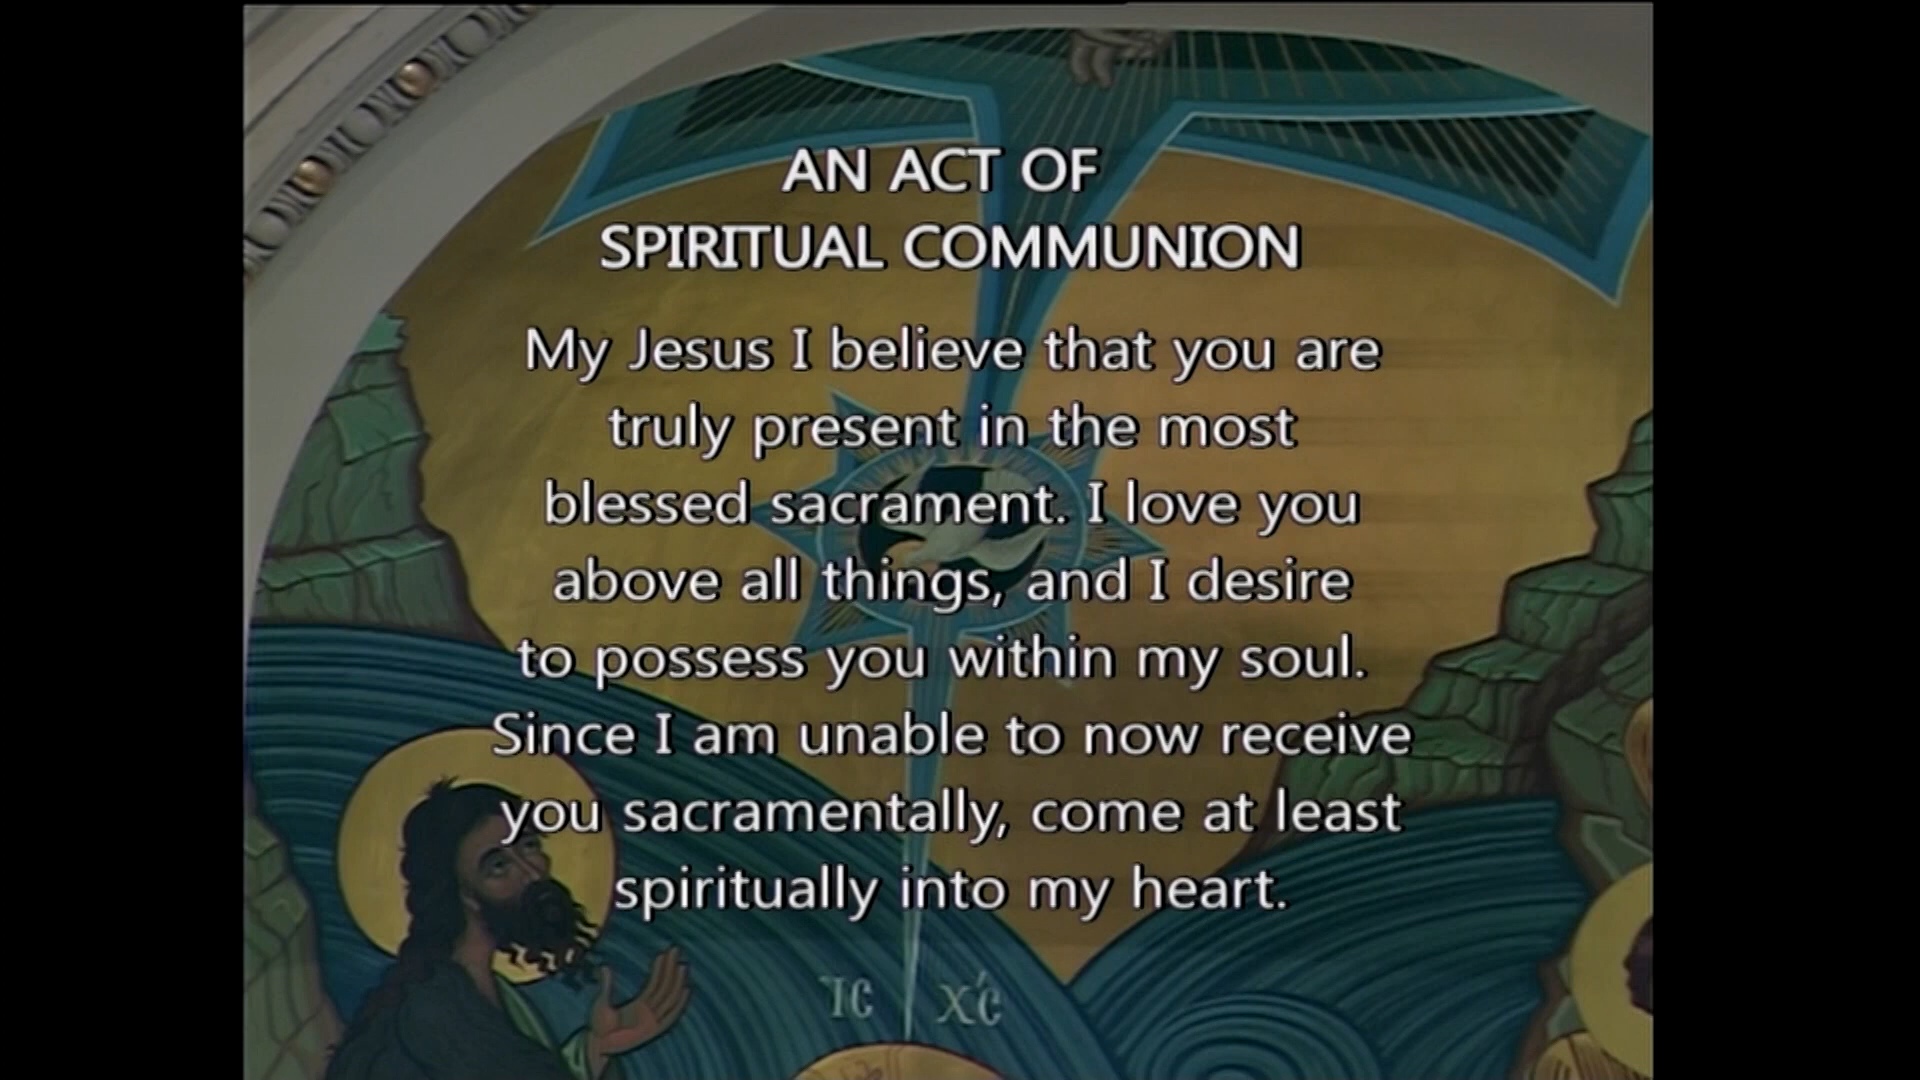 AN ACT OF
SPIRITUAL COMMUNION
My Jesus I believe that you are
truly present in the most
blessed sacrament. I love you
above all things, and I desire
to possess you within my soul.
Since I am unable to now receive
you sacramentally, come at least
spiritually into my heart.
IC XC